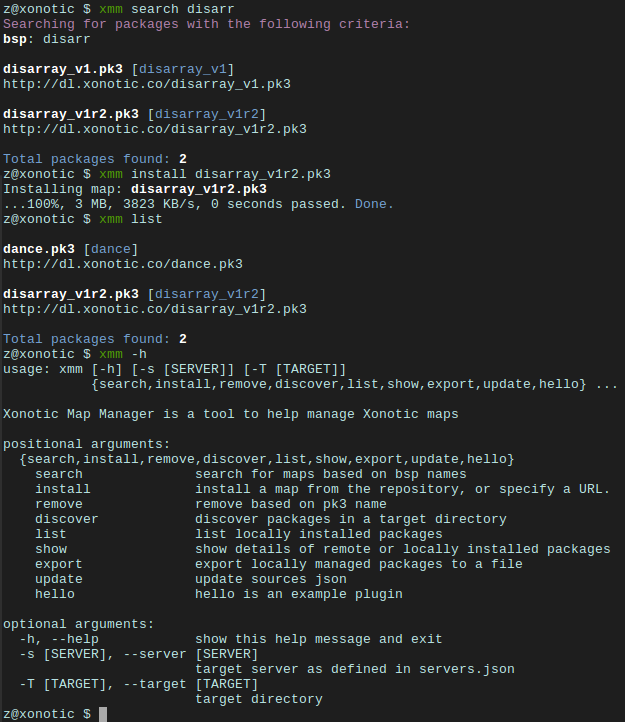 z@xonotic $ xmm search disarr
Searching for packages with the following criteria:
bsp: disarr
disarray_v1.pk3 [disarray_v1]
http://dl.xonotic.co/disarray_v1.pk3
disarray_v1r2.pk3 [disarray_v1r2]
http://dl.xonotic.co/disarray_v1r2.pk3
Total packages found: 2
z@xonotic $ xmm install disarray_v1r2.pk3
Installing map: disarray_v1r2.pk3
...100%, 3 MB, 3823 KB/s, 0 seconds passed. Done.
z@xonotic $ xmm list
dance.pk3 [dance]
http://dl.xonotic.co/dance.pk3
disarray_v1r2.pk3 [disarray_v1r2]
http://dl.xonotic.co/disarray_v1r2.pk3
Total packages found: 2
z@xonotic $ xmm -h
usage: xmm [-h] [-s [SERVER]] [-T [TARGET]]
{search,install,remove,discover,list,show,export,update,hello} ...
Xonotic Map Manager is a tool to help manage Xonotic maps
positional arguments:
{search,install,remove,discover,list,show,export,update,hello}
search search for maps based on bsp names
install install a map from the repository, or specify a URL.
remove remove based on pk3 name
discover discover packages in a target directory
list list locally installed packages
show show details of remote or locally installed packages
export export locally managed packages to a file
update update sources json
hello hello is an example plugin
optional arguments:
-h, --help show this help message and exit
-s [SERVER], --server [SERVER]
target server as defined in servers.json
-T [TARGET], --target [TARGET]
target directory
z@xonotic $